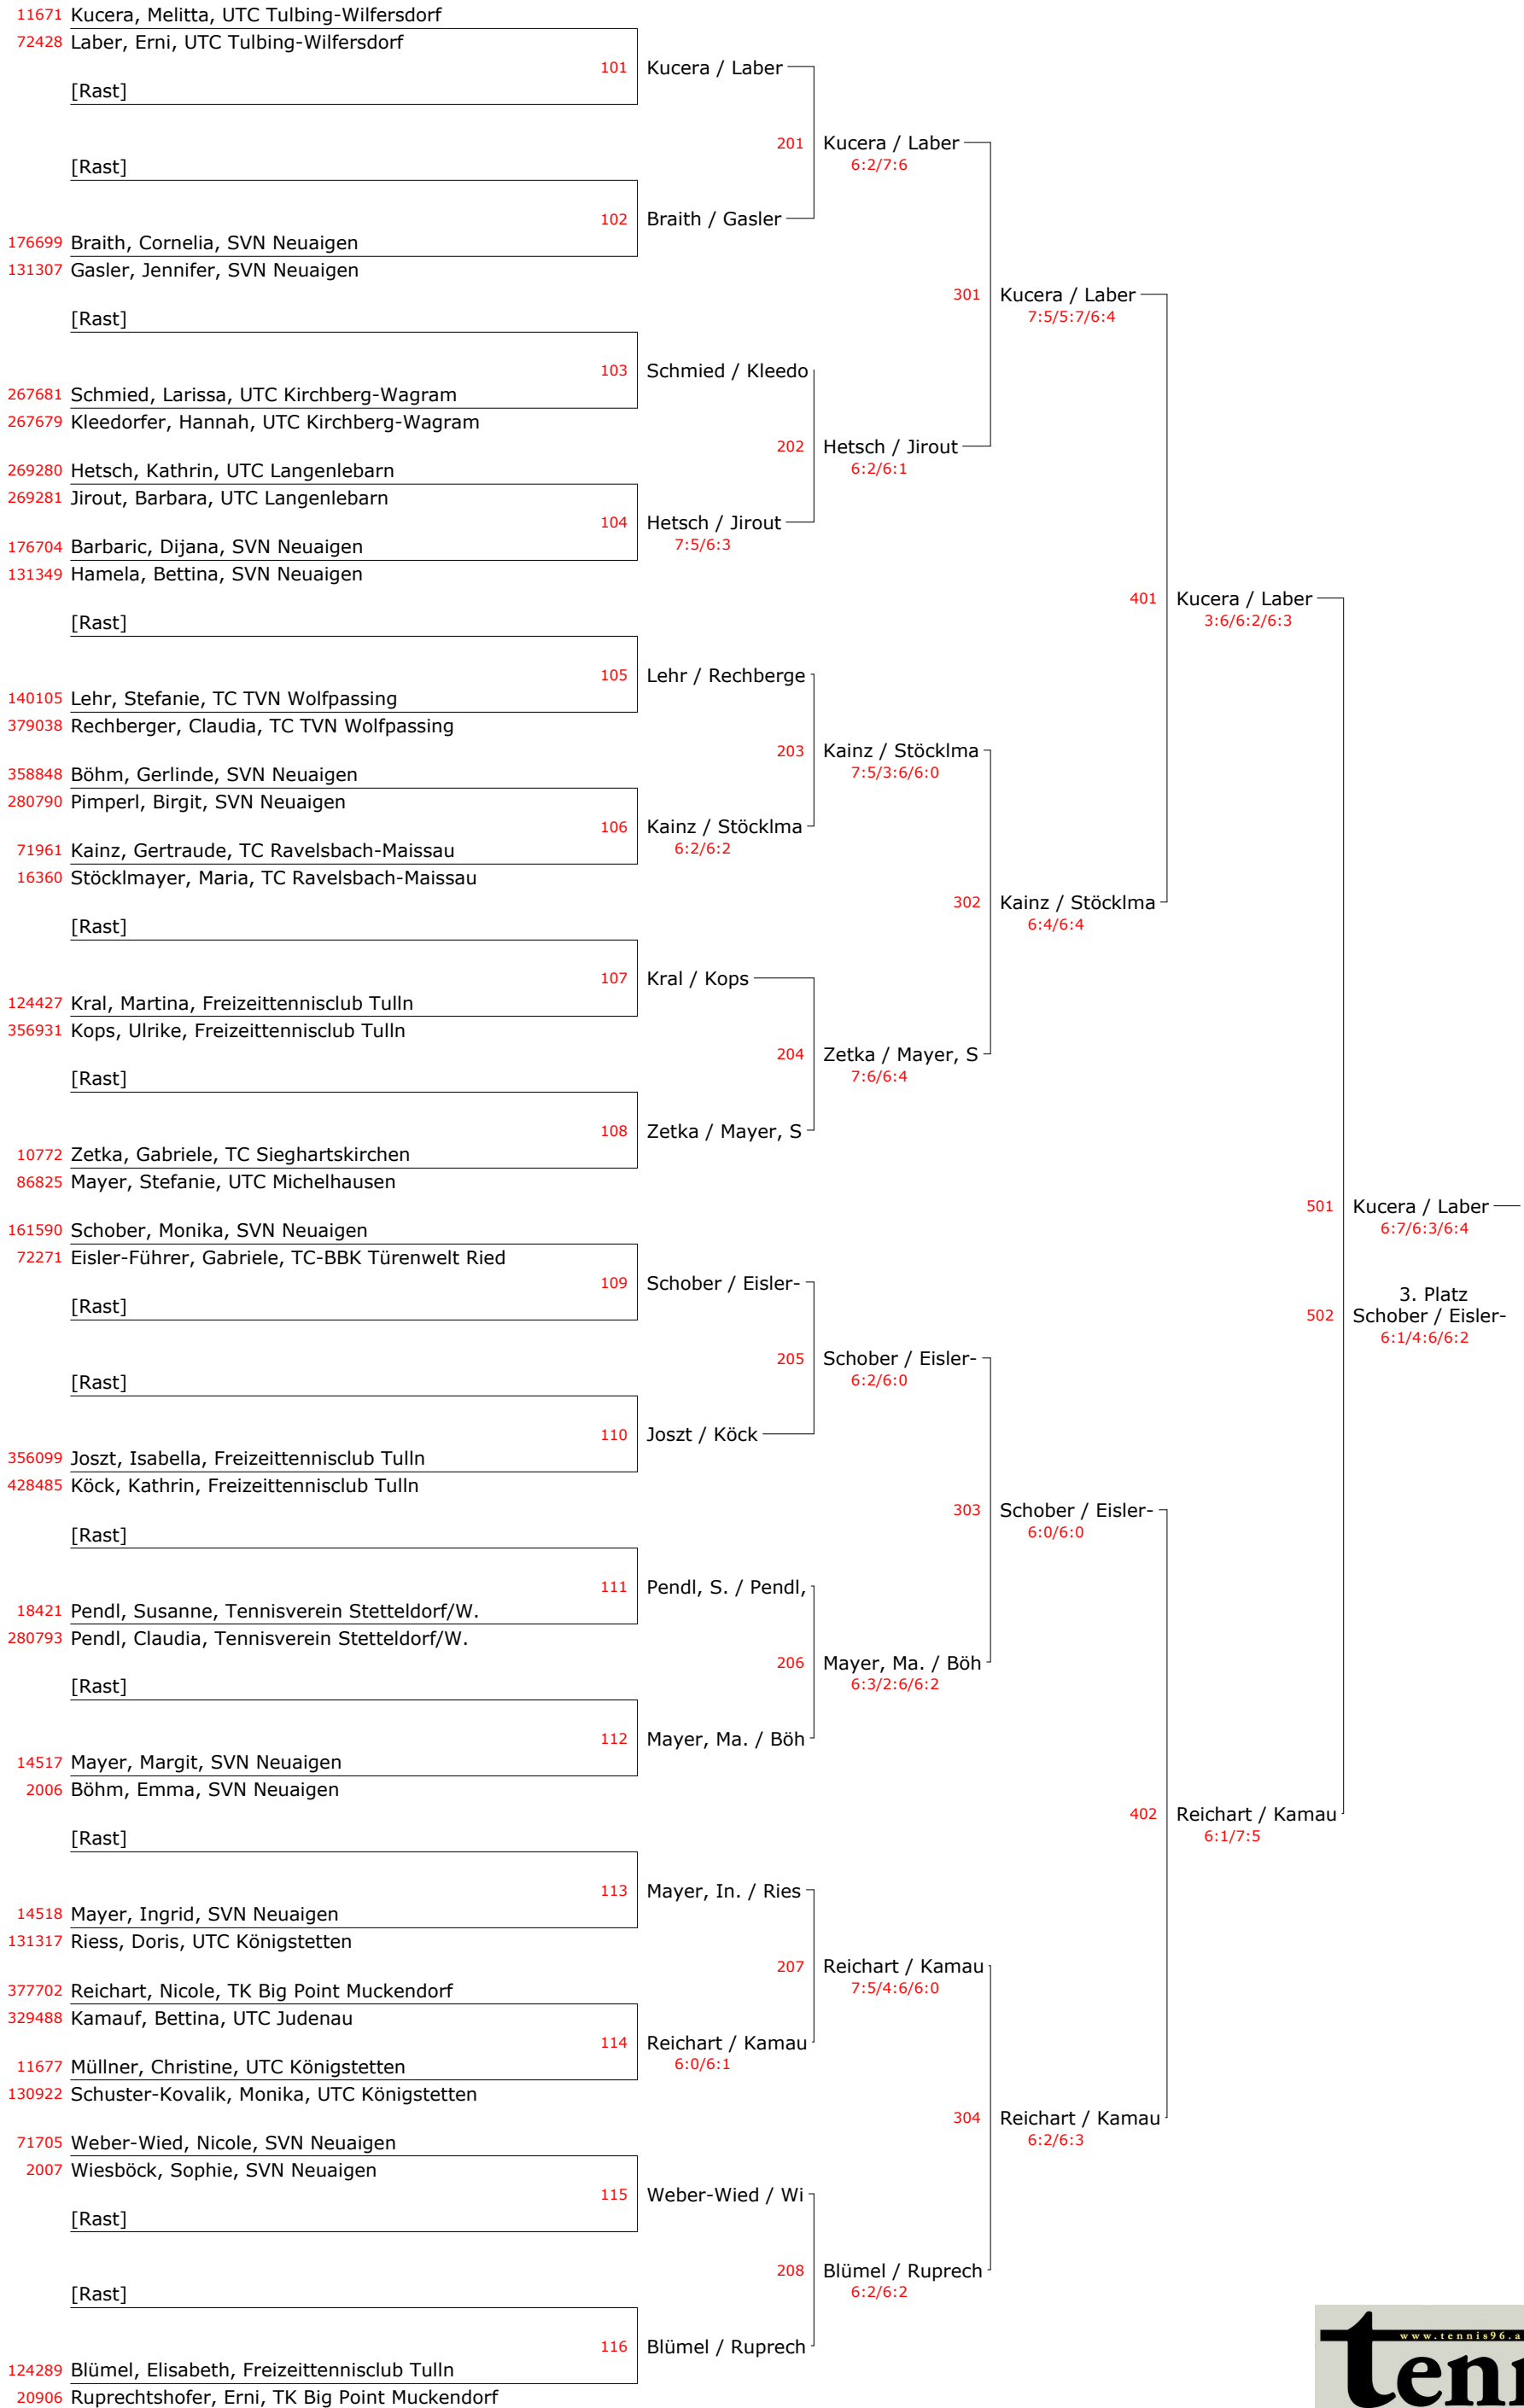 11671 Kucera, Melitta, UTC Tulbing-Wilfersdorf
72428 Laber, Erni, UTC Tulbing-Wilfersdorf
101 Kucera / Laber
[Rast]
201 Kucera / Laber
6:2/7:6
[Rast]
102 Braith / Gasler
176699 Braith, Cornelia, SVN Neuaigen
131307 Gasler, Jennifer, SVN Neuaigen
301 Kucera / Laber
7:5/5:7/6:4
[Rast]
103 Schmied / Kleedo
267681 Schmied, Larissa, UTC Kirchberg-Wagram
267679 Kleedorfer, Hannah, UTC Kirchberg-Wagram
202 Hetsch / Jirout
6:2/6:1
269280 Hetsch, Kathrin, UTC Langenlebarn
269281 Jirout, Barbara, UTC Langenlebarn
104 Hetsch / Jirout
7:5/6:3
176704 Barbaric, Dijana, SVN Neuaigen
131349 Hamela, Bettina, SVN Neuaigen
401 Kucera / Laber
3:6/6:2/6:3
[Rast]
105 Lehr / Rechberge
140105 Lehr, Stefanie, TC TVN Wolfpassing
379038 Rechberger, Claudia, TC TVN Wolfpassing
203 Kainz / Stöcklma
7:5/3:6/6:0
358848 Böhm, Gerlinde, SVN Neuaigen
280790 Pimperl, Birgit, SVN Neuaigen
106 Kainz / Stöcklma
6:2/6:2
71961 Kainz, Gertraude, TC Ravelsbach-Maissau
16360 Stöcklmayer, Maria, TC Ravelsbach-Maissau
302 Kainz / Stöcklma
6:4/6:4
[Rast]
107 Kral / Kops
124427 Kral, Martina, Freizeittennisclub Tulln
356931 Kops, Ulrike, Freizeittennisclub Tulln
204 Zetka / Mayer, S
7:6/6:4
[Rast]
108 Zetka / Mayer, S
10772 Zetka, Gabriele, TC Sieghartskirchen
86825 Mayer, Stefanie, UTC Michelhausen
501 Kucera / Laber
6:7/6:3/6:4
161590 Schober, Monika, SVN Neuaigen
72271 Eisler-Führer, Gabriele, TC-BBK Türenwelt Ried
109 Schober / Eisler-
3. Platz
[Rast]
502 Schober / Eisler-
6:1/4:6/6:2
205 Schober / Eisler-
6:2/6:0
[Rast]
110 Joszt / Köck
356099 Joszt, Isabella, Freizeittennisclub Tulln
428485 Köck, Kathrin, Freizeittennisclub Tulln
303 Schober / Eisler-
6:0/6:0
[Rast]
111 Pendl, S. / Pendl,
18421 Pendl, Susanne, Tennisverein Stetteldorf/W.
280793 Pendl, Claudia, Tennisverein Stetteldorf/W.
206 Mayer, Ma. / Böh
6:3/2:6/6:2
[Rast]
112 Mayer, Ma. / Böh
14517 Mayer, Margit, SVN Neuaigen
2006 Böhm, Emma, SVN Neuaigen
402 Reichart / Kamau
6:1/7:5
[Rast]
113 Mayer, In. / Ries
14518 Mayer, Ingrid, SVN Neuaigen
131317 Riess, Doris, UTC Königstetten
207 Reichart / Kamau
7:5/4:6/6:0
377702 Reichart, Nicole, TK Big Point Muckendorf
329488 Kamauf, Bettina, UTC Judenau
114 Reichart / Kamau
6:0/6:1
11677 Müllner, Christine, UTC Königstetten
130922 Schuster-Kovalik, Monika, UTC Königstetten
304 Reichart / Kamau
6:2/6:3
71705 Weber-Wied, Nicole, SVN Neuaigen
2007 Wiesböck, Sophie, SVN Neuaigen
115 Weber-Wied / Wi
[Rast]
208 Blümel / Ruprech
6:2/6:2
[Rast]
116 Blümel / Ruprech
124289 Blümel, Elisabeth, Freizeittennisclub Tulln
20906 Ruprechtshofer, Erni, TK Big Point Muckendorf
www.tennis96.a
tenn